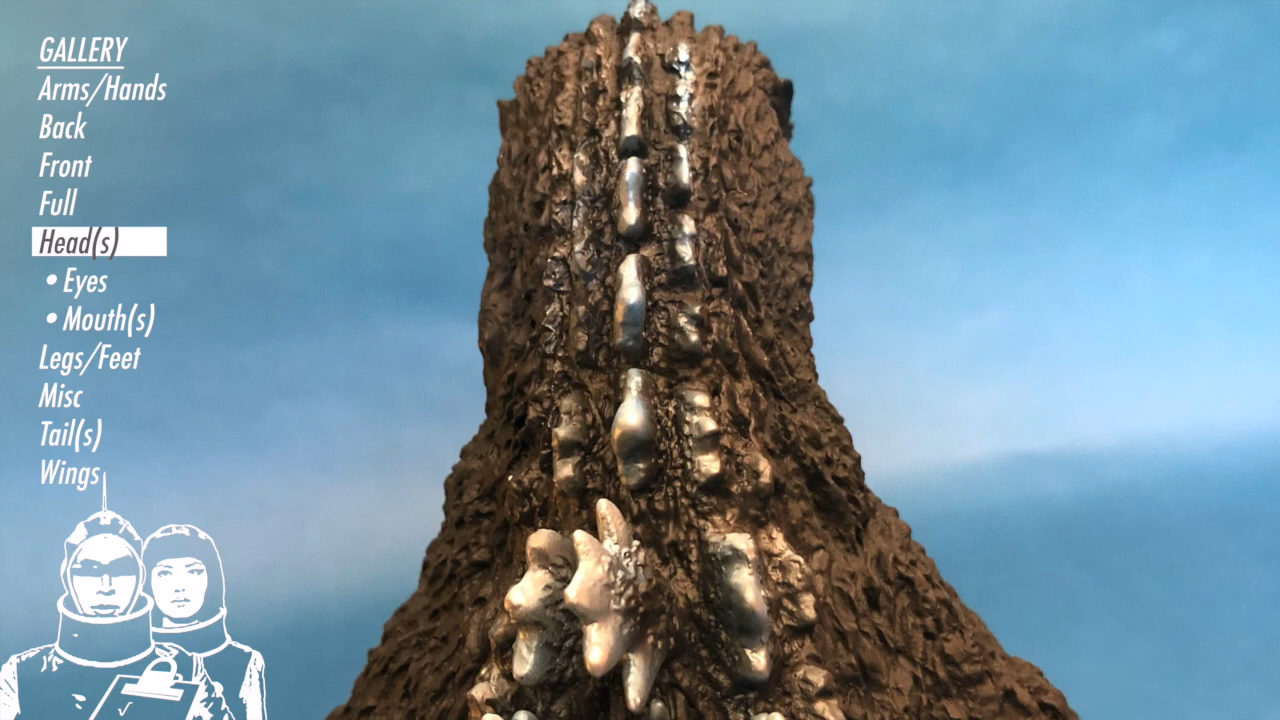 GALLERY
Arms/Hands
Back
Front
Full
Head(s)
• Eyes
• Mouth(s)
Legs/Feet
Misc
Tail(s)
Wings